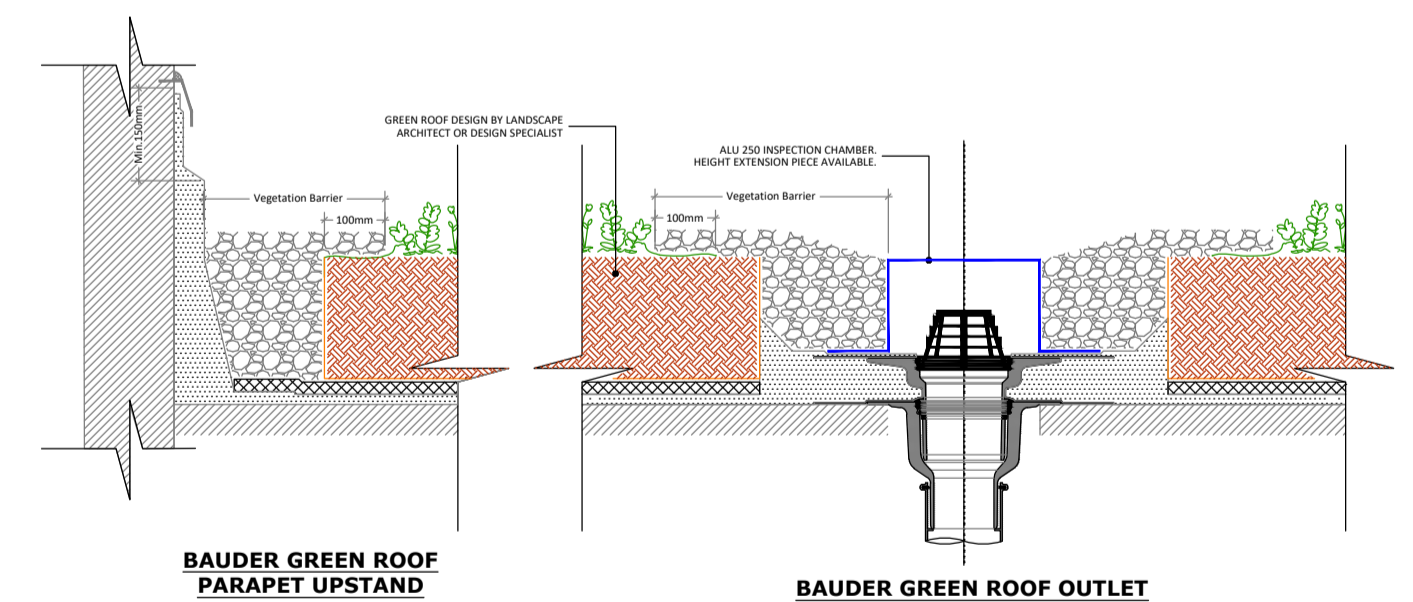 Min.150mm
Vegetation Barrier
100mm
GREEN ROOF DESIGN BY LANDSCAPE
ARCHITECT OR DESIGN SPECIALIST
ALU 250 INSPECTION CHAMBER.
HEIGHT EXTENSION PIECE AVAILABLE.
Vegetation Barrier
100mm
BAUDER GREEN ROOF
PARAPET UPSTAND
BAUDER GREEN ROOF OUTLET